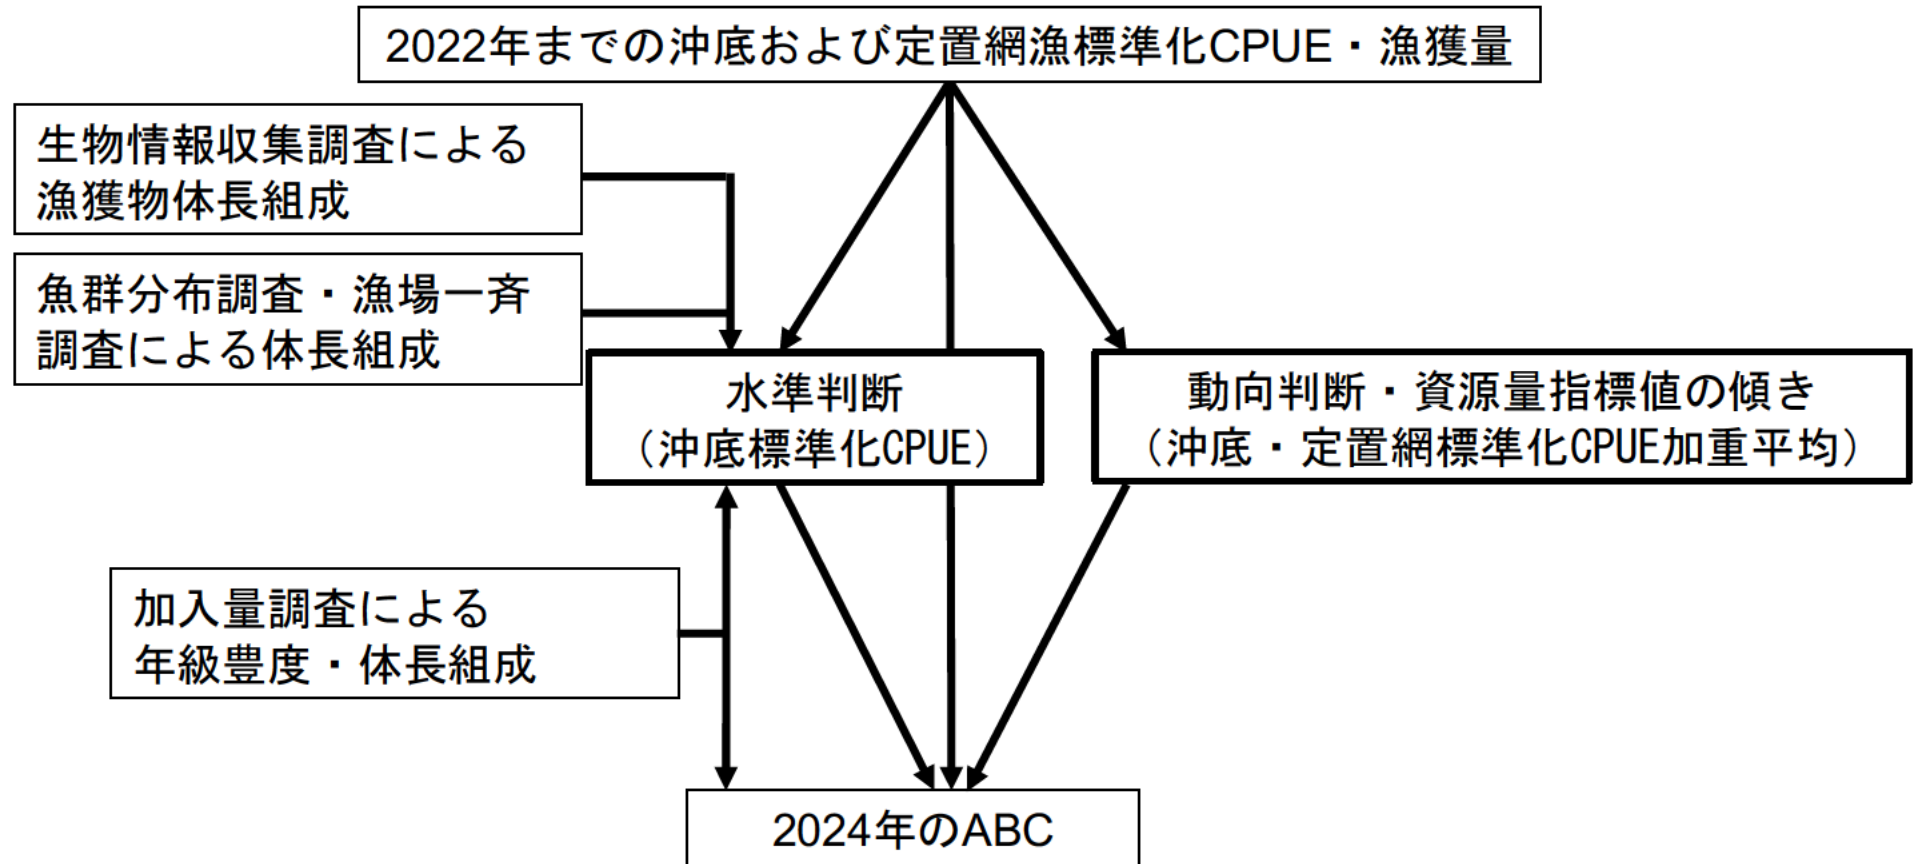 2022年までの沖底および定置網漁標準化CPUE・漁獲量
生物情報収集調査による
漁獲物体長組成
魚群分布調査・漁場一斉
調査による体長組成
水準判断
（沖底標準化CPUE）
動向判断・資源量指標値の傾き
（沖底・定置網標準化CPUE加重平均）
加入量調査による
年級豊度・体長組成
2024年のABC